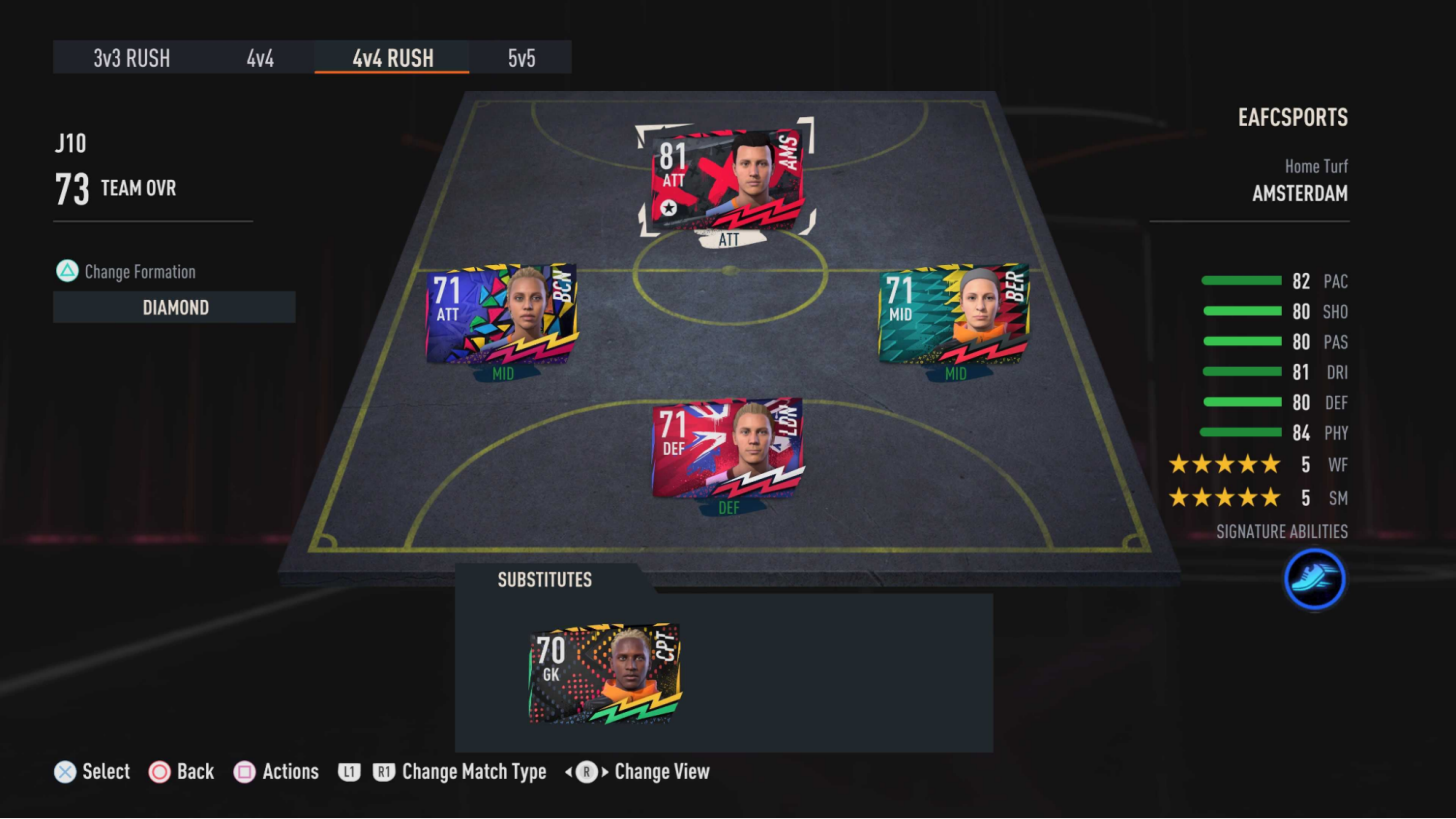 3v3 RUSH
4v4
4v4 RUSH
5v5
J10
73 TEAM OVR
△ Change Formation
DIAMOND
EAFCSPORTS
Home Turf
AMSTERDAM
82 PAC
80 SHO
80 PAS
81 DRI
80 DEF
84 PHY
★★★★★ 5 WF
★★★★★ 5 SM
SIGNATURE ABILITIES
81
ATT
AMS
ATT
71
ATT
BCN
MID
71
MID
BER
MID
71
DEF
LDN
DEF
SUBSTITUTES
70
GK
CPT
Select
Back
Actions
L1 R1 Change Match Type
R Change View